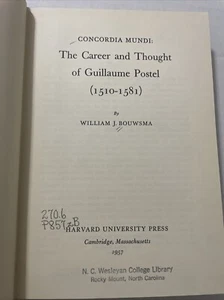 CONCORDIA MUNDI:
The Career and Thought
of Guillaume Postel
(1510-1581)
By
WILLIAM J. BOUWSMA
270.6
P857zB
HARVARD UNIVERSITY PRESS
Cambridge, Massachusetts
1957
N. C. Wesleyan College Library
Rocky Mount, North Carolina